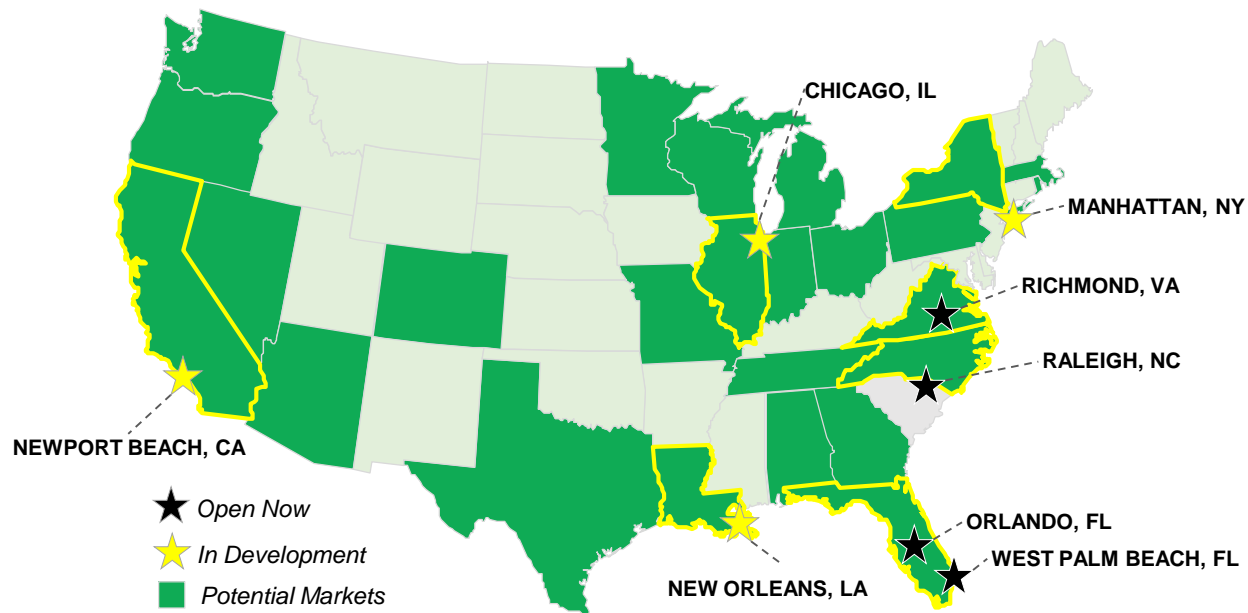 CHICAGO, IL
MANHATTAN, NY
RICHMOND, VA
RALEIGH, NC
NEWPORT BEACH, CA
Open Now
In Development
Potential Markets
ORLANDO, FL
WEST PALM BEACH, FL
NEW ORLEANS, LA